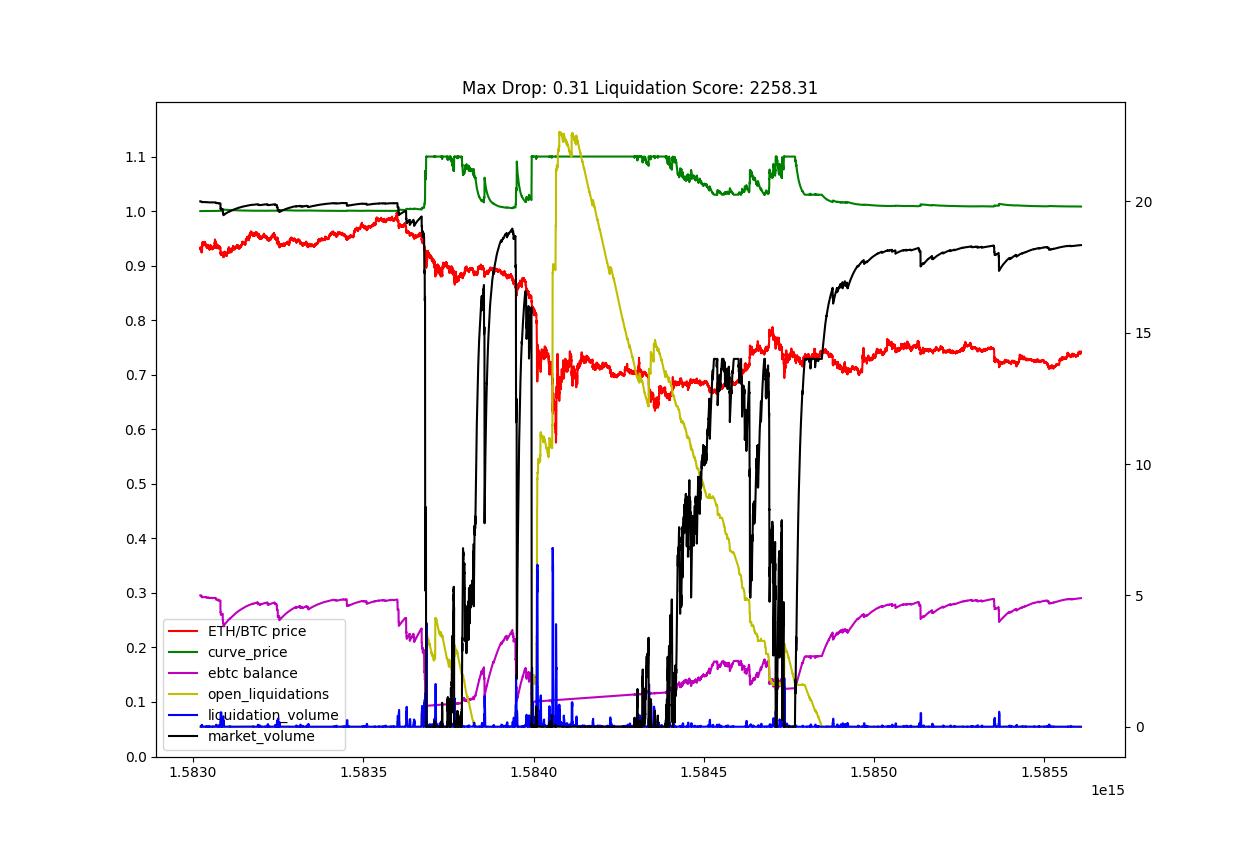 Max Drop: 0.31 Liquidation Score: 2258.31
1.1
1.0
0.9
0.8
0.7
0.6
0.5
0.4
0.3
0.2
0.1
0.0
20
15
10
5
0
ETH/BTC price
curve_price
ebtc balance
open_liquidations
liquidation_volume
market_volume
1.5830 1.5835 1.5840 1.5845 1.5850 1.5855
1e15